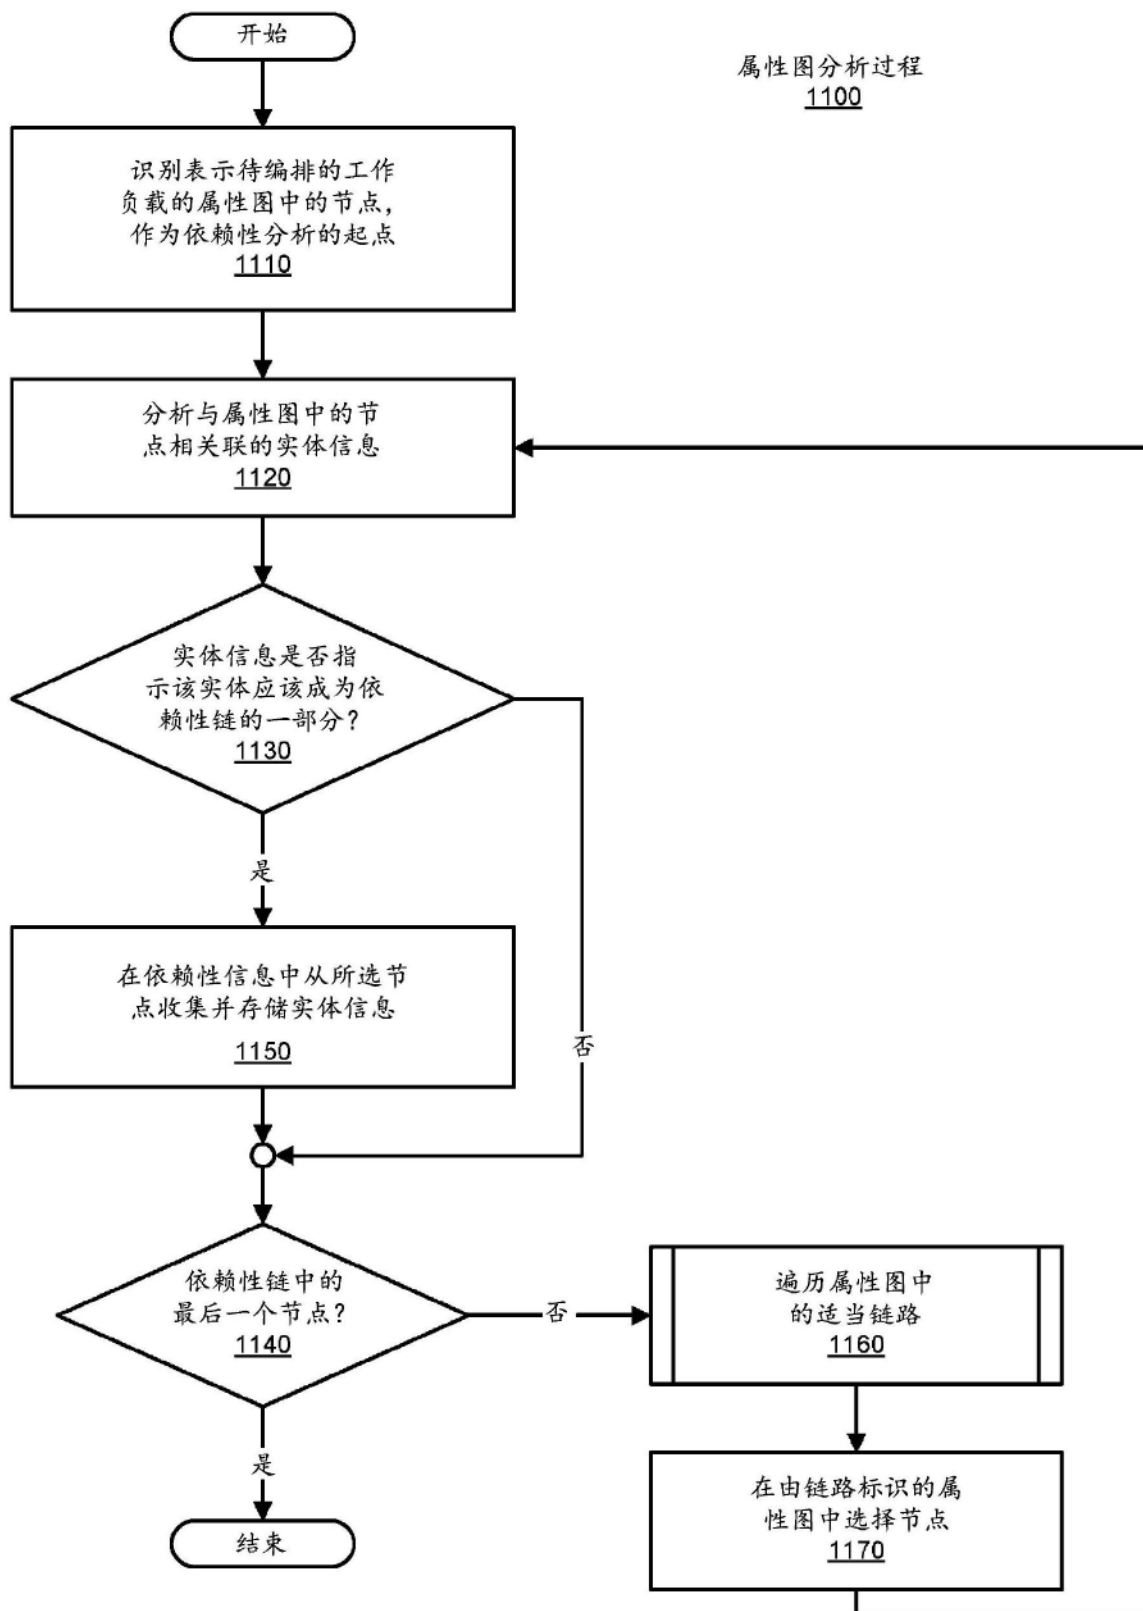 开始
属性图分析过程
1100
识别表示待编排的工作
负载的属性图中的节点，
作为依赖性分析的起点
1110
分析与属性图中的节
点相关联的实体信息
1120
实体信息是否指
示该实体应该成为依
赖性链的一部分？
1130
是
在依赖性信息中从所选节
点收集并存储实体信息
1150
否
依赖性链中的
最后一个节点？
1140
否
遍历属性图中
的适当链路
1160
是
在由链路标识的属
性图中选择节点
1170
结束